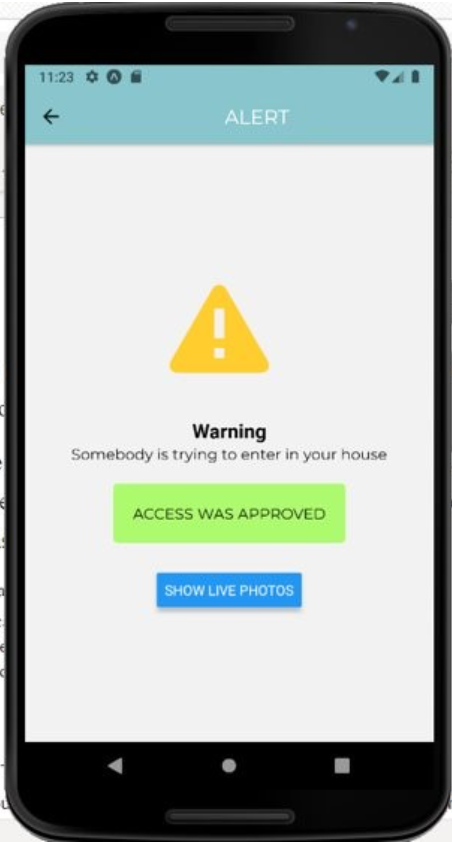 11:23
ALERT
Warning
Somebody is trying to enter in your house
ACCESS WAS APPROVED
SHOW LIVE PHOTOS